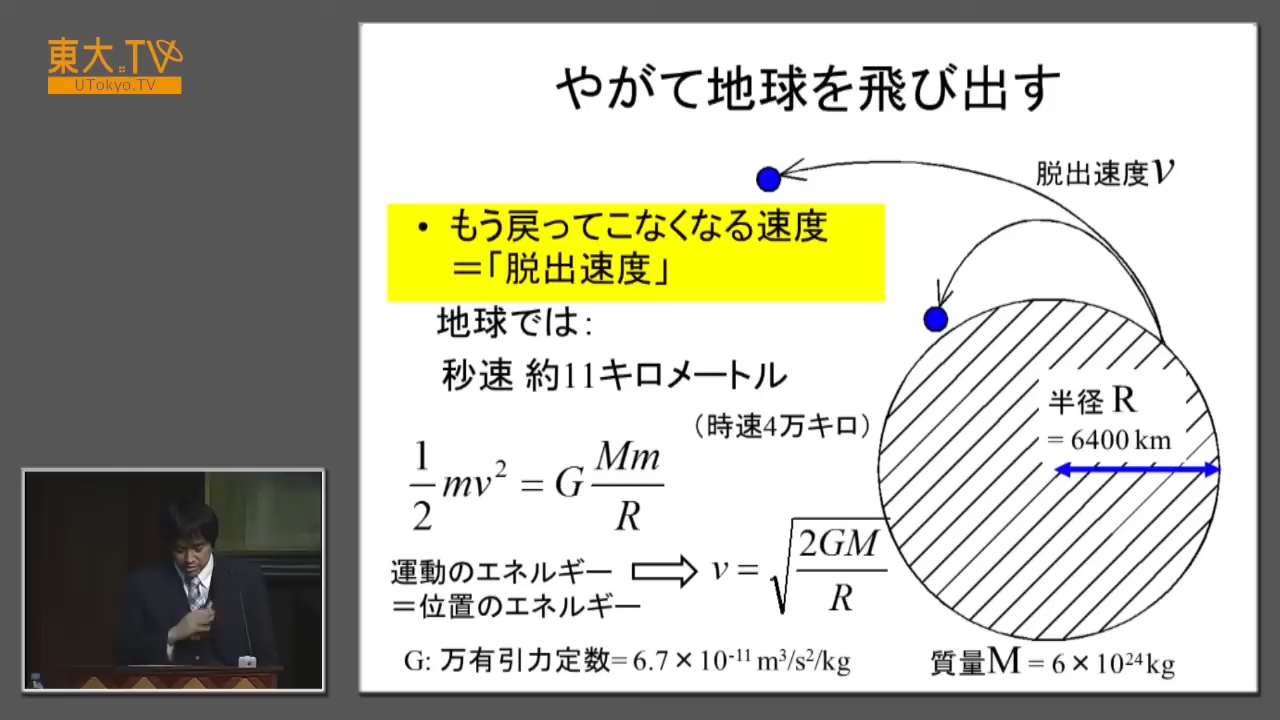 東大.TV
UTokyo.TV
やがて地球を飛び出す
脱出速度v
• もう戻ってこなくなる速度
=「脱出速度」
地球では:
秒速 約11キロメートル
(時速4万キロ)
半径 R
= 6400 km
1/2 mv² = G Mm/R
運動のエネルギー
=位置のエネルギー
v = √(2GM/R)
G: 万有引力定数= 6.7×10⁻¹¹ m³/s²/kg
質量M = 6×10²⁴ kg